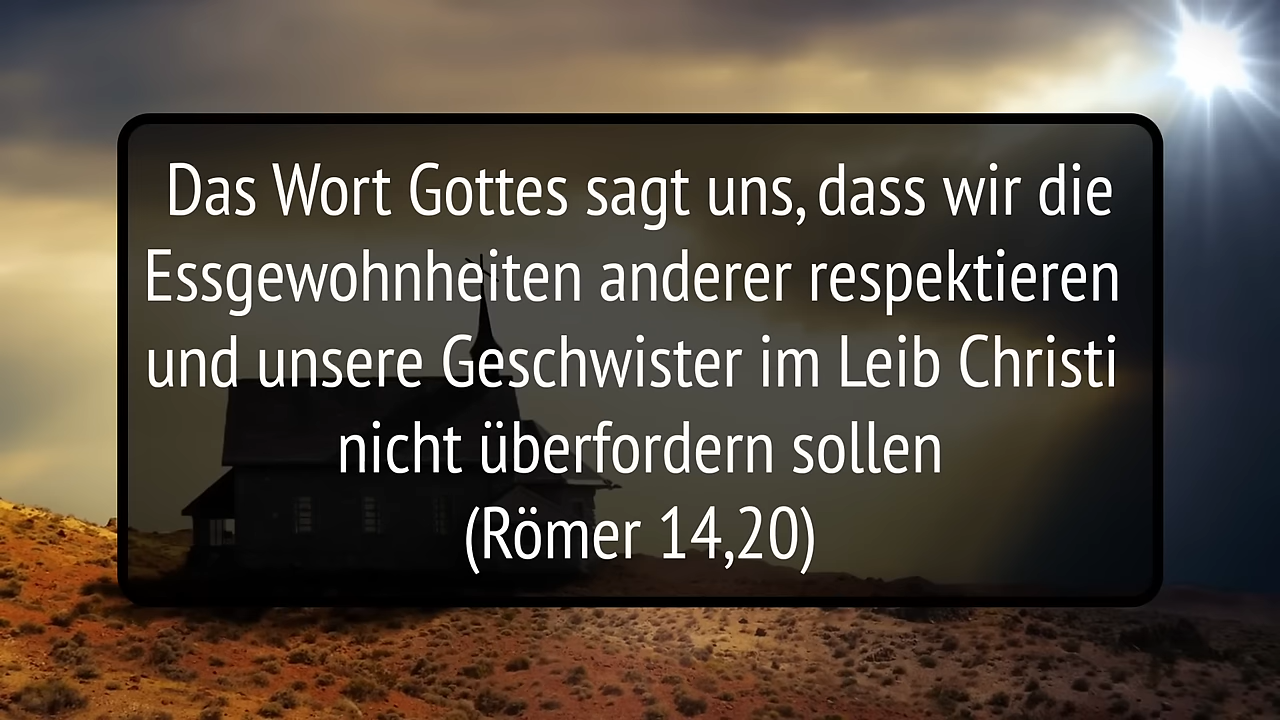 Das Wort Gottes sagt uns, dass wir die
Essgewohnheiten anderer respektieren
und unsere Geschwister im Leib Christi
nicht überfordern sollen
(Römer 14,20)